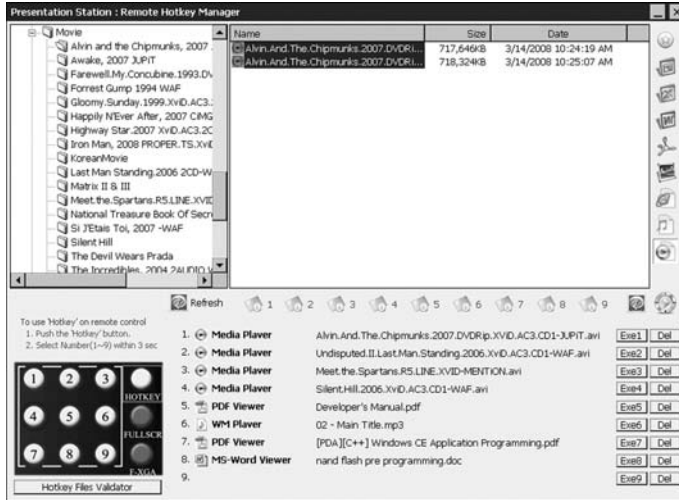 Presentation Station : Remote Hotkey Manager
Movie
Alvin and the Chipmunks, 2007
Awake, 2007 JUPiT
Farewell.My.Concubine.1993.Dv
Forrest Gump 1994 WAF
Gloomy.Sunday.1999.XviD.AC3.
Happily N'Ever After, 2007 CiMG
Highway Star.2007 XviD.AC3.2C
Iron Man, 2008 PROPER.TS.Xvi
KoreanMovie
Last Man Standing.2006 2CD-W
Matrix II & III
Meet.the.Spartans.R5.LINE.XVID
National Treasure Book Of Secr
Si J'Etais Toi, 2007 -WAF
Silent Hill
The Devil Wears Prada
The Incredibles, 2004 2AUDIO
Name Size Date
Alvin.And.The.Chipmunks.2007.DVDRi... 717,646KB 3/14/2008 10:24:19 AM
Alvin.And.The.Chipmunks.2007.DVDRi... 718,324KB 3/14/2008 10:25:07 AM
Refresh 1 2 3 4 5 6 7 8 9
To use 'Hotkey' on remote control
1. Push the 'Hotkey' button.
2. Select Number(1~9) within 3 sec
1 2 3
HOTKEY
4 5 6
FULLSCR
7 8 9
F-XGA
Hotkey Files Validator
1. Media Player Alvin.And.The.Chipmunks.2007.DVDRip.XViD.AC3.CD1-JUPiT.avi Exe1 Del
2. Media Player Undisputed.II.Last.Man.Standing.2006.XviD.AC3.CD1-WAF.avi Exe2 Del
3. Media Player Meet.the.Spartans.R5.LINE.XVID-MENTiON.avi Exe3 Del
4. Media Player Silent.Hill.2006.XviD.AC3.CD1-WAF.avi Exe4 Del
5. PDF Viewer Developer's Manual.pdf Exe5 Del
6. WM Player 02 - Main Title.mp3 Exe6 Del
7. PDF Viewer [PDA][C++] Windows CE Application Programming.pdf Exe7 Del
8. MS-Word Viewer nand flash pre programming.doc Exe8 Del
9. Exe9 Del